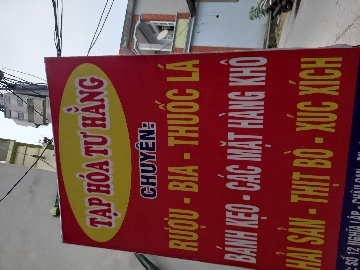 TẠP HÓA TƯ HẰNG
CHUYÊN:
RƯỢU - BIA - THUỐC LÁ
BÁNH KẸO - CÁC MẶT HÀNG KHÔ
HẢI SẢN - THỊT BÒ - XÚC XÍCH